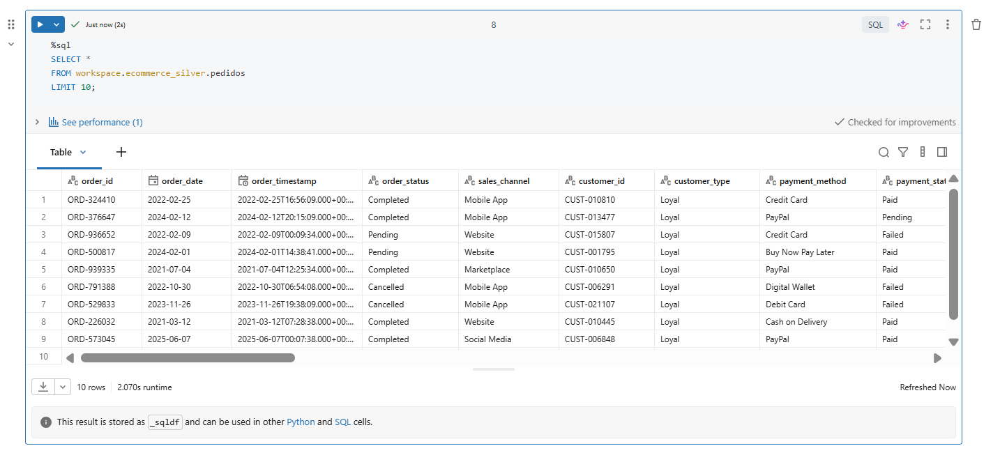 Just now (2s)
8
SQL
%sql
SELECT *
FROM workspace.ecommerce_silver.pedidos
LIMIT 10;
See performance (1)
Checked for improvements
Table
order_id order_date order_timestamp order_status sales_channel customer_id customer_type payment_method payment_stat
1 ORD-324410 2022-02-25 2022-02-25T16:56:09.000+00:... Completed Mobile App CUST-010810 Loyal Credit Card Paid
2 ORD-376647 2024-02-12 2024-02-12T20:15:09.000+00:... Completed Mobile App CUST-013477 Loyal PayPal Pending
3 ORD-936652 2022-02-09 2022-02-09T00:09:34.000+00:... Pending Website CUST-015807 Loyal Credit Card Failed
4 ORD-500817 2024-02-01 2024-02-01T14:38:41.000+00:... Pending Website CUST-001795 Loyal Buy Now Pay Later Paid
5 ORD-939335 2021-07-04 2021-07-04T12:25:34.000+00:... Completed Marketplace CUST-010650 Loyal PayPal Paid
6 ORD-791388 2022-10-30 2022-10-30T06:54:08.000+00:... Cancelled Mobile App CUST-006291 Loyal Digital Wallet Failed
7 ORD-529833 2023-11-26 2023-11-26T19:38:09.000+00:... Cancelled Mobile App CUST-021107 Loyal Debit Card Failed
8 ORD-226032 2021-03-12 2021-03-12T07:28:38.000+00:... Completed Website CUST-010445 Loyal Cash on Delivery Paid
9 ORD-573045 2025-06-07 2025-06-07T00:07:38.000+00:... Completed Social Media CUST-006848 Loyal PayPal Paid
10
10 rows 2.070s runtime
Refreshed Now
This result is stored as _sqldf and can be used in other Python and SQL cells.